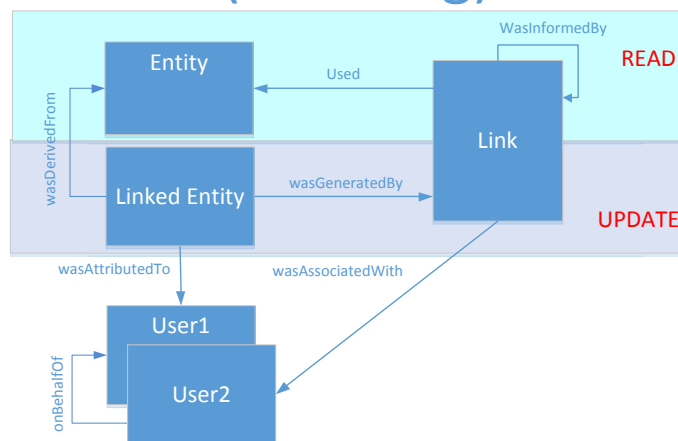 WasInformedBy
Entity
READ
Used
wasDerivedFrom
Link
Linked Entity
wasGeneratedBy
UPDATE
wasAttributedTo
wasAssociatedWith
User1
onBehalfOf
User2